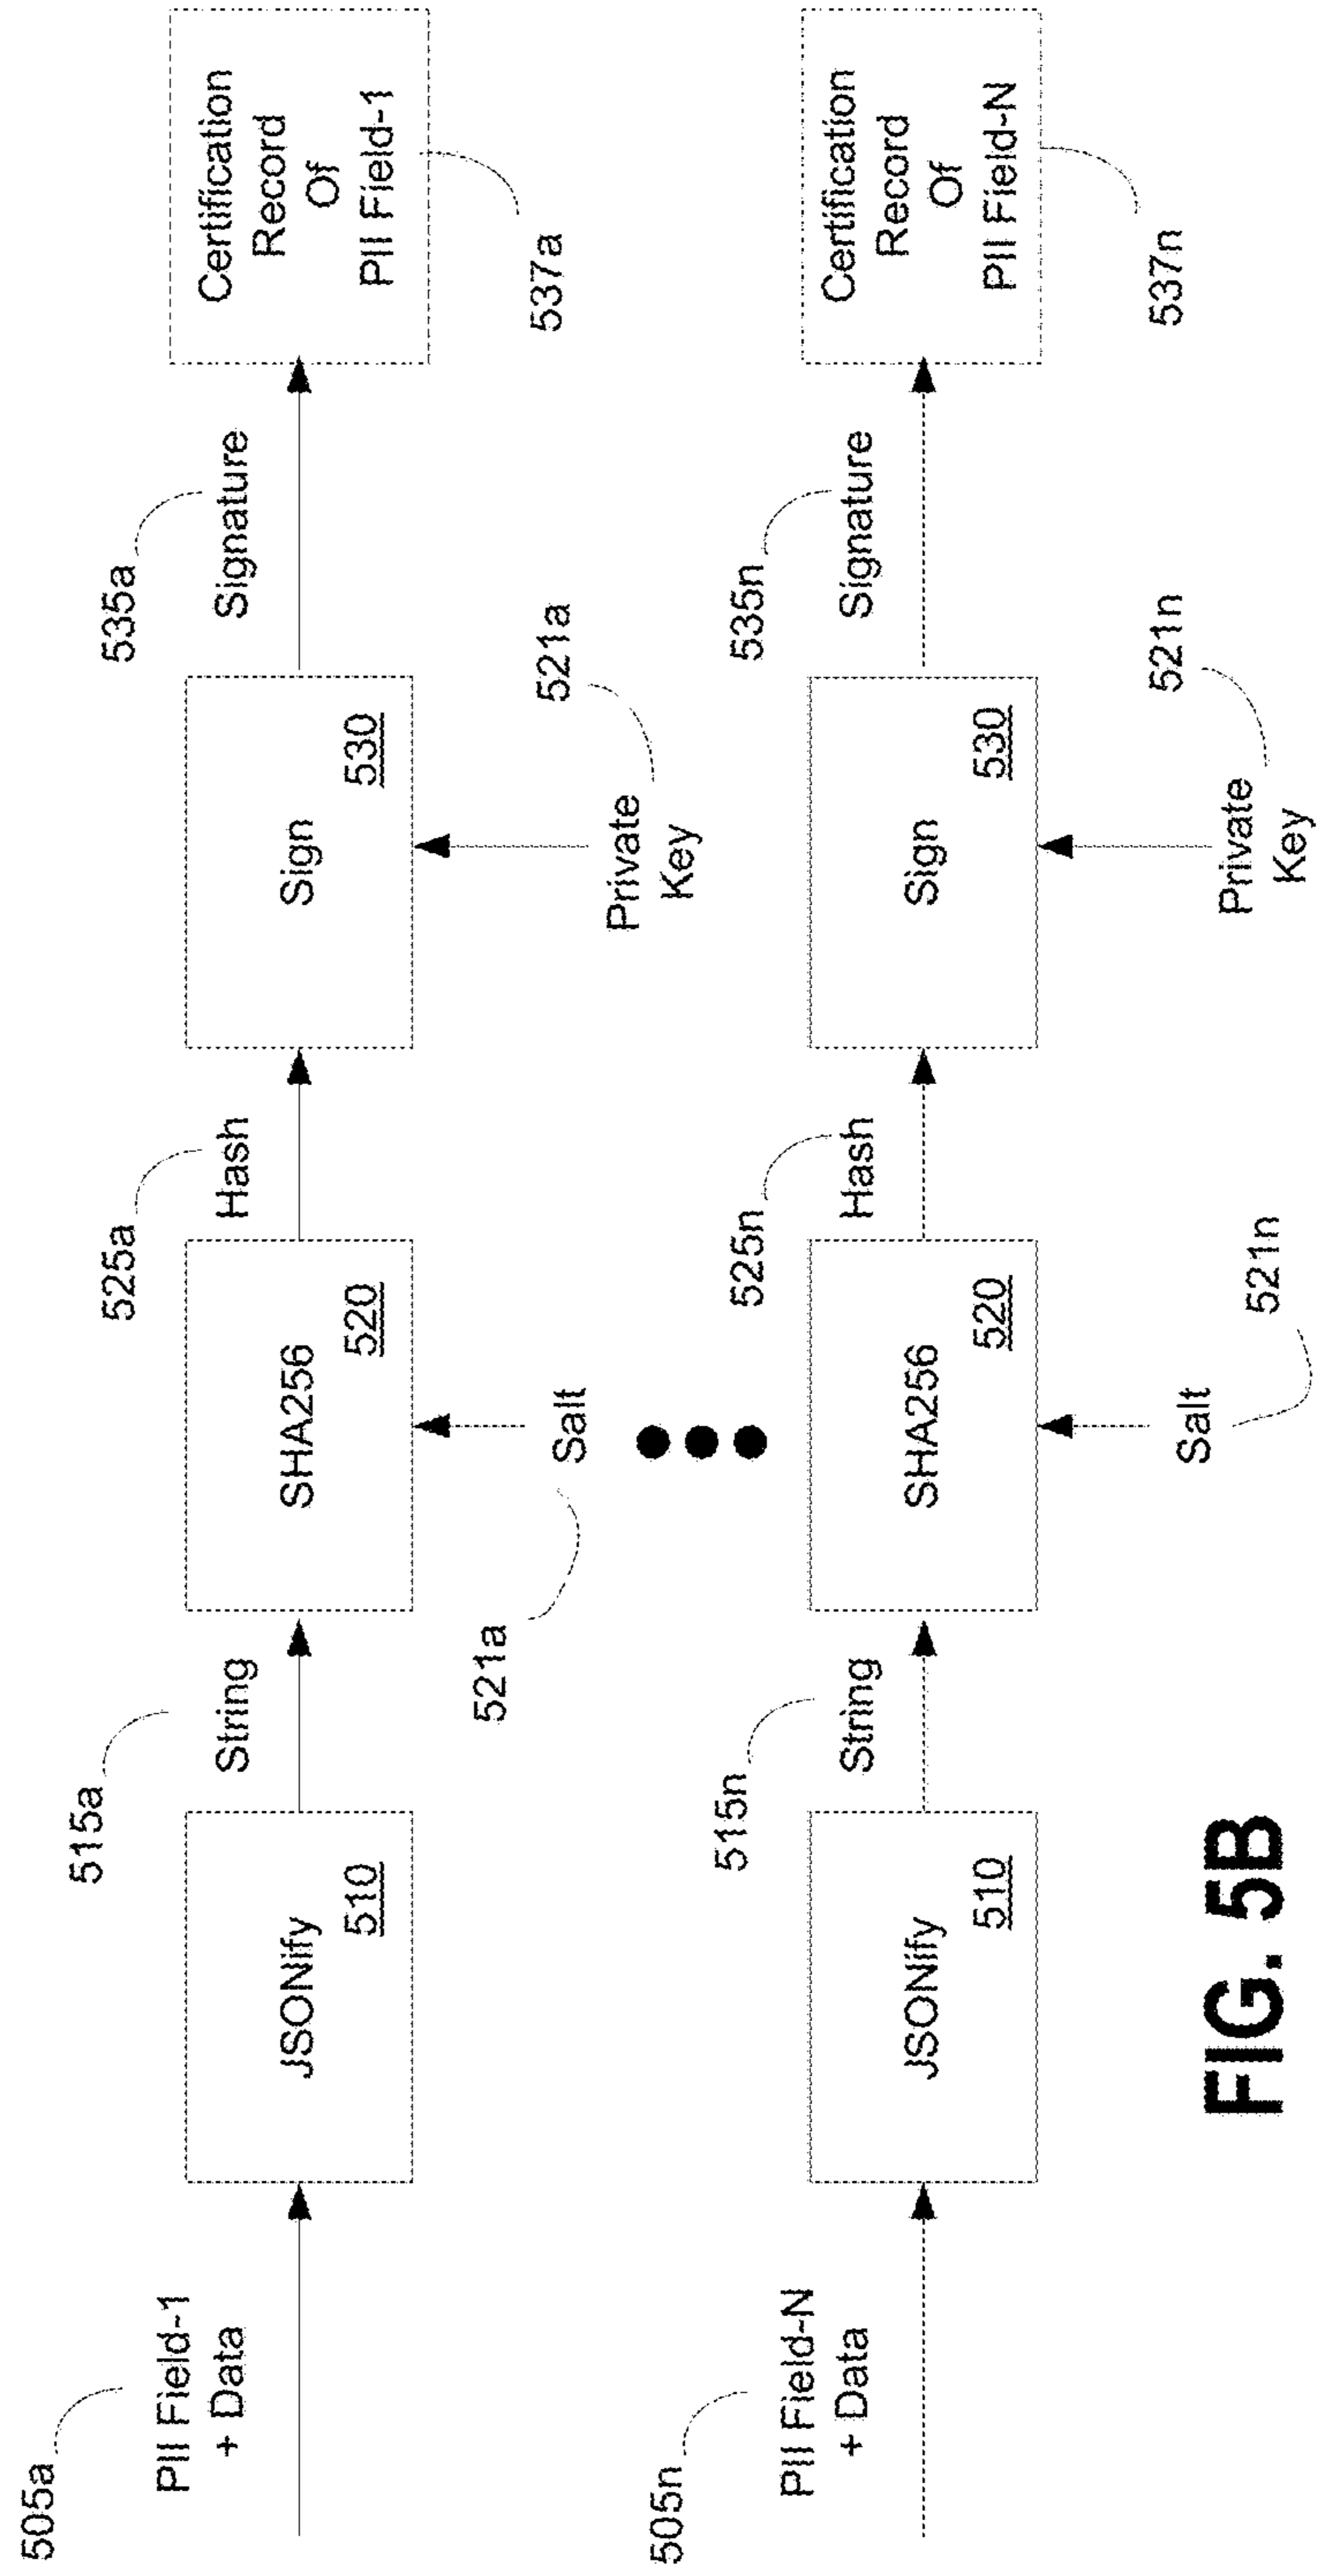 505a
PII Field-1
+ Data
JSONify
510
515a
String
SHA256
520
521a
Salt
525a
Hash
Sign
530
Private
Key
521a
535a
Signature
Certification
Record
Of
PII Field-1
537a
505n
PII Field-N
+ Data
JSONify
510
515n
String
SHA256
520
Salt
521n
525n
Hash
Sign
530
Private
Key
521n
535n
Signature
Certification
Record
Of
PII Field-N
537n
FIG. 5B